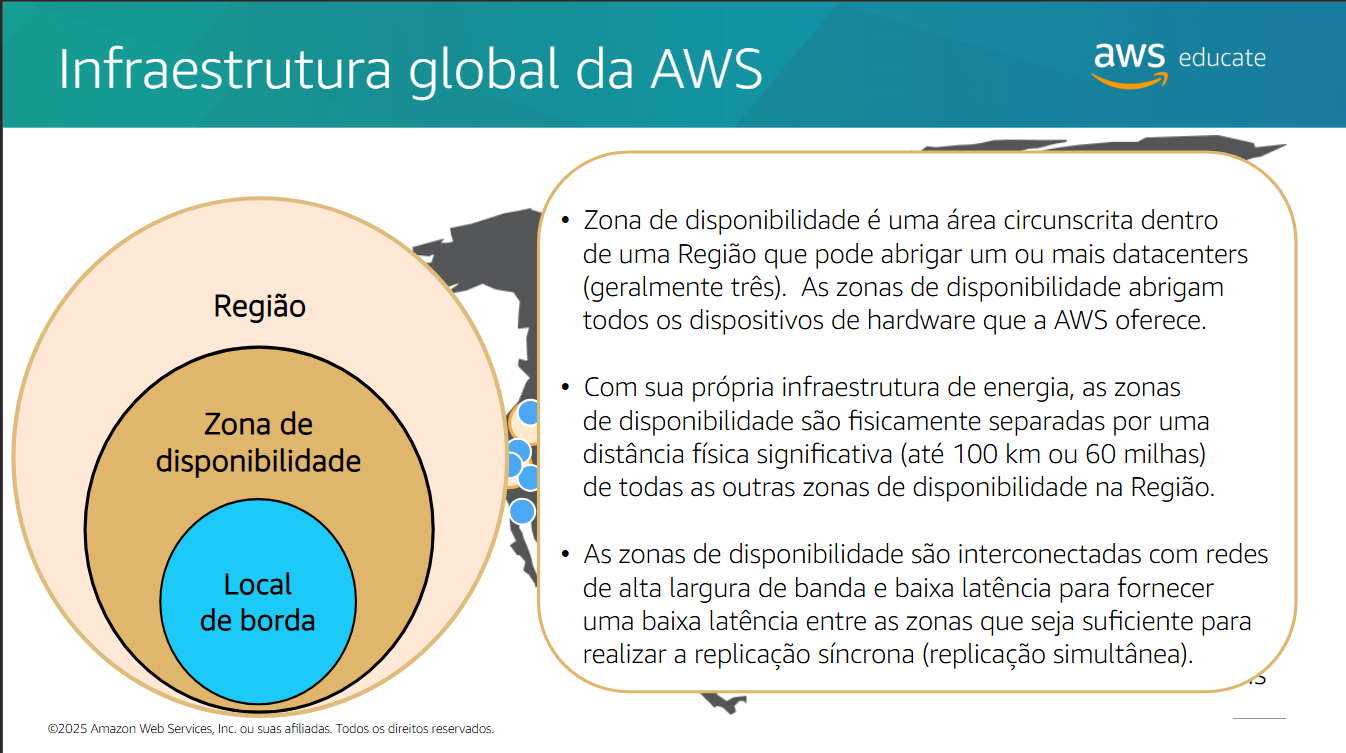 Infraestrutura global da AWS
aws educate
Região
Zona de
disponibilidade
Local
de borda
• Zona de disponibilidade é uma área circunscrita dentro
de uma Região que pode abrigar um ou mais datacenters
(geralmente três).  As zonas de disponibilidade abrigam
todos os dispositivos de hardware que a AWS oferece.
• Com sua própria infraestrutura de energia, as zonas
de disponibilidade são fisicamente separadas por uma
distância física significativa (até 100 km ou 60 milhas)
de todas as outras zonas de disponibilidade na Região.
• As zonas de disponibilidade são interconectadas com redes
de alta largura de banda e baixa latência para fornecer
uma baixa latência entre as zonas que seja suficiente para
realizar a replicação síncrona (replicação simultânea).
©2025 Amazon Web Services, Inc. ou suas afiliadas. Todos os direitos reservados.